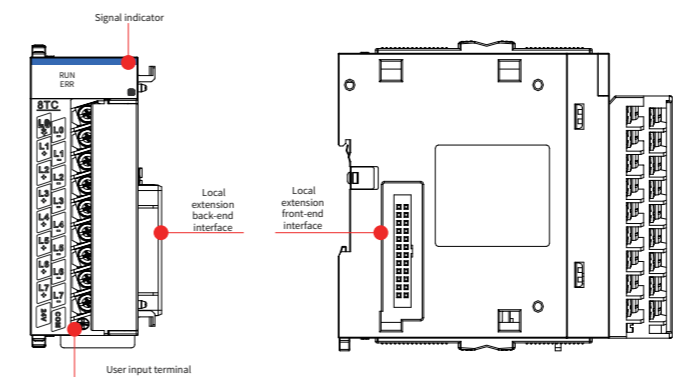 Signal indicator
RUN
ERR
8TC
L0
+
L0
-
L1
+
L1
-
L2
+
L2
-
L3
+
L3
-
L4
+
L4
-
L5
+
L5
-
L6
+
L6
-
L7
+
L7
-
24V
COM
Local
extension
back-end
interface
Local
extension
front-end
interface
User input terminal